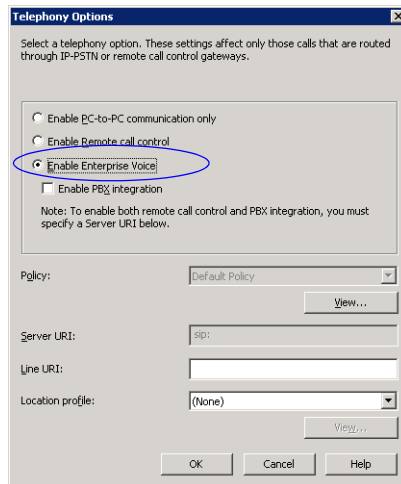 Telephony Options
Select a telephony option. These settings affect only those calls that are routed
through IP-PSTN or remote call control gateways.
Enable PC-to-PC communication only
Enable Remote call control
Enable Enterprise Voice
Enable PBX integration
Note: To enable both remote call control and PBX integration, you must
specify a Server URI below.
Policy: Default Policy
View...
Server URI: sip:
Line URI:
Location profile: (None)
View...
OK Cancel Help